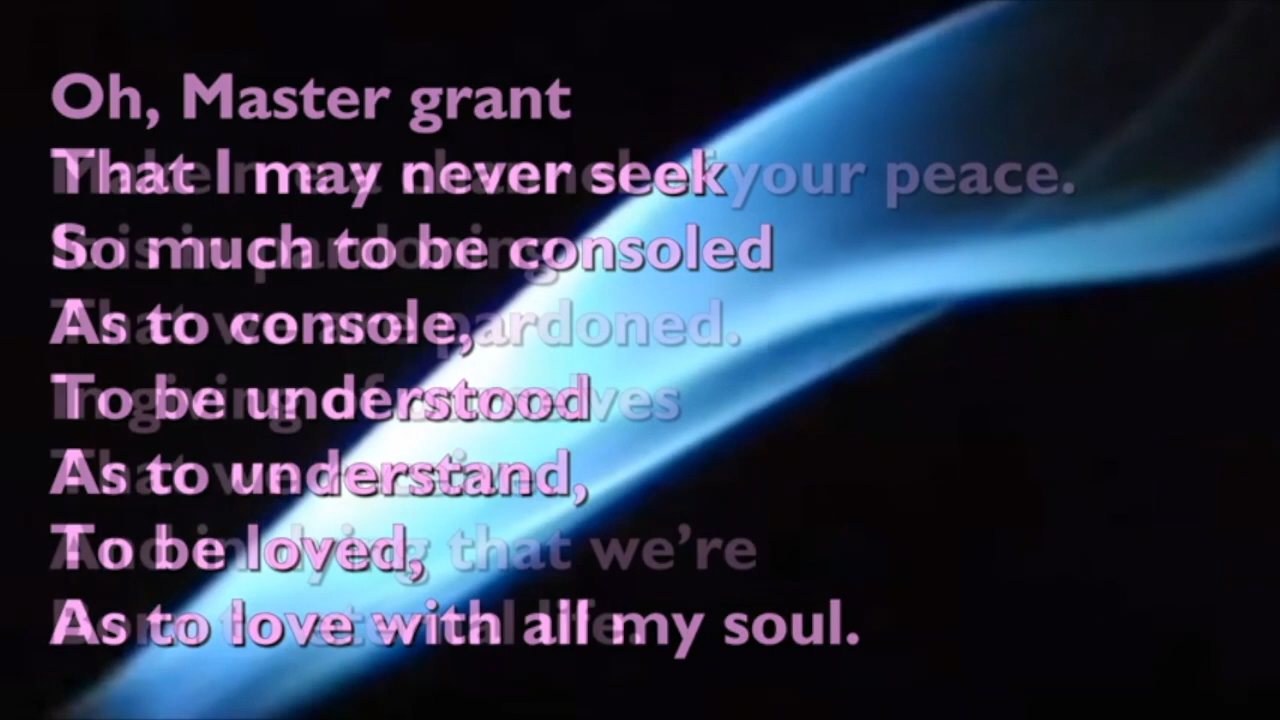 Oh, Master grant
That I may never seek
So much to be consoled
As to console,
To be understood
As to understand,
To be loved,
As to love with all my soul.
your peace.
pardoned.
that we're